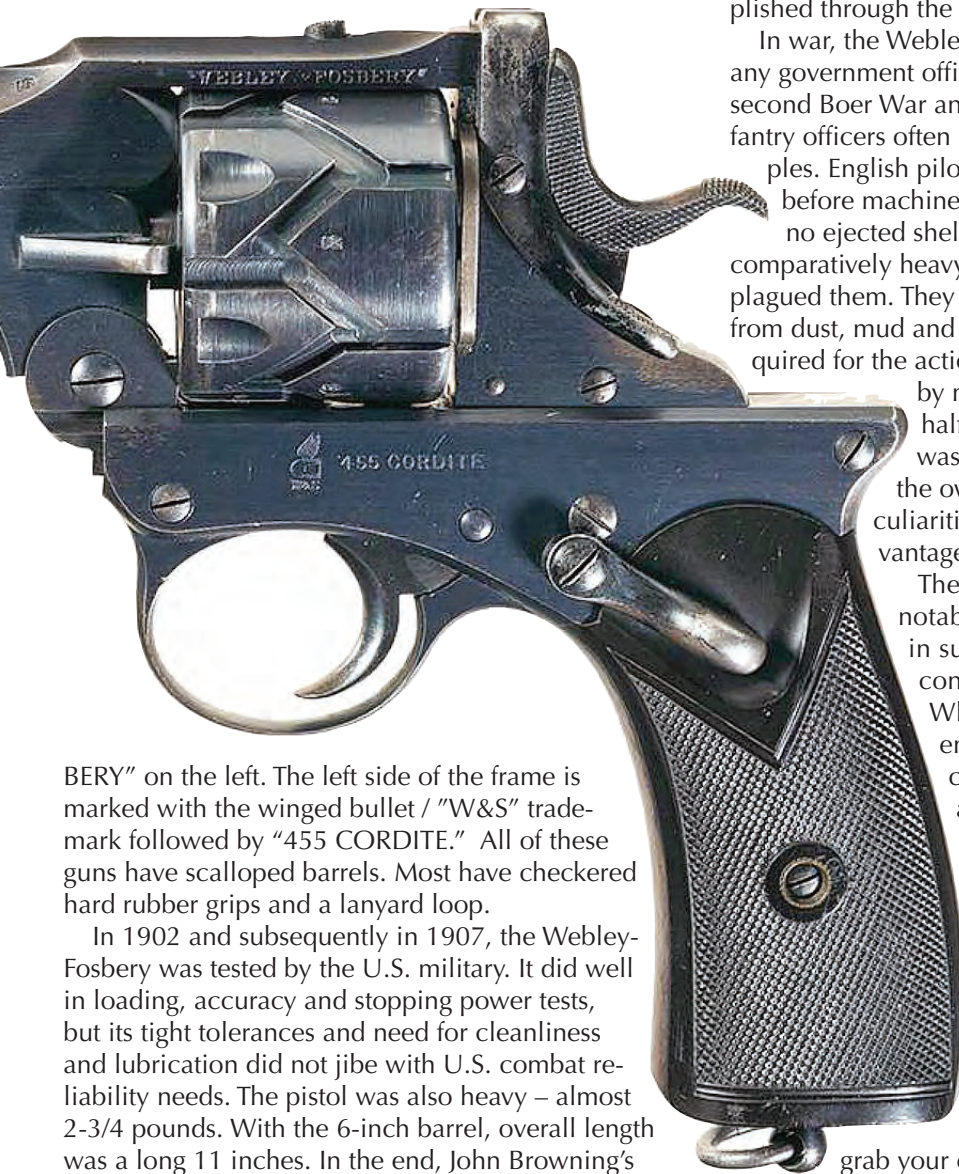 "WEBLEY FOSBERY"
455 CORDITE
W&S
BERY” on the left. The left side of the frame is
marked with the winged bullet / ”W&S” trade-
mark followed by “455 CORDITE.”  All of these
guns have scalloped barrels. Most have checkered
hard rubber grips and a lanyard loop.
In 1902 and subsequently in 1907, the Webley-
Fosbery was tested by the U.S. military. It did well
in loading, accuracy and stopping power tests,
but its tight tolerances and need for cleanliness
and lubrication did not jibe with U.S. combat re-
liability needs. The pistol was also heavy – almost
2-3/4 pounds. With the 6-inch barrel, overall length
was a long 11 inches. In the end, John Browning’s
plished through the
In war, the Weble
any government offi
second Boer War an
fantry officers often
ples. English pilo
before machine
no ejected shel
comparatively heavy
plagued them. They
from dust, mud and
quired for the actio
by r
half
was
the ov
culiariti
vantage
The
notab
in su
con
Wh
er
c
a
grab your